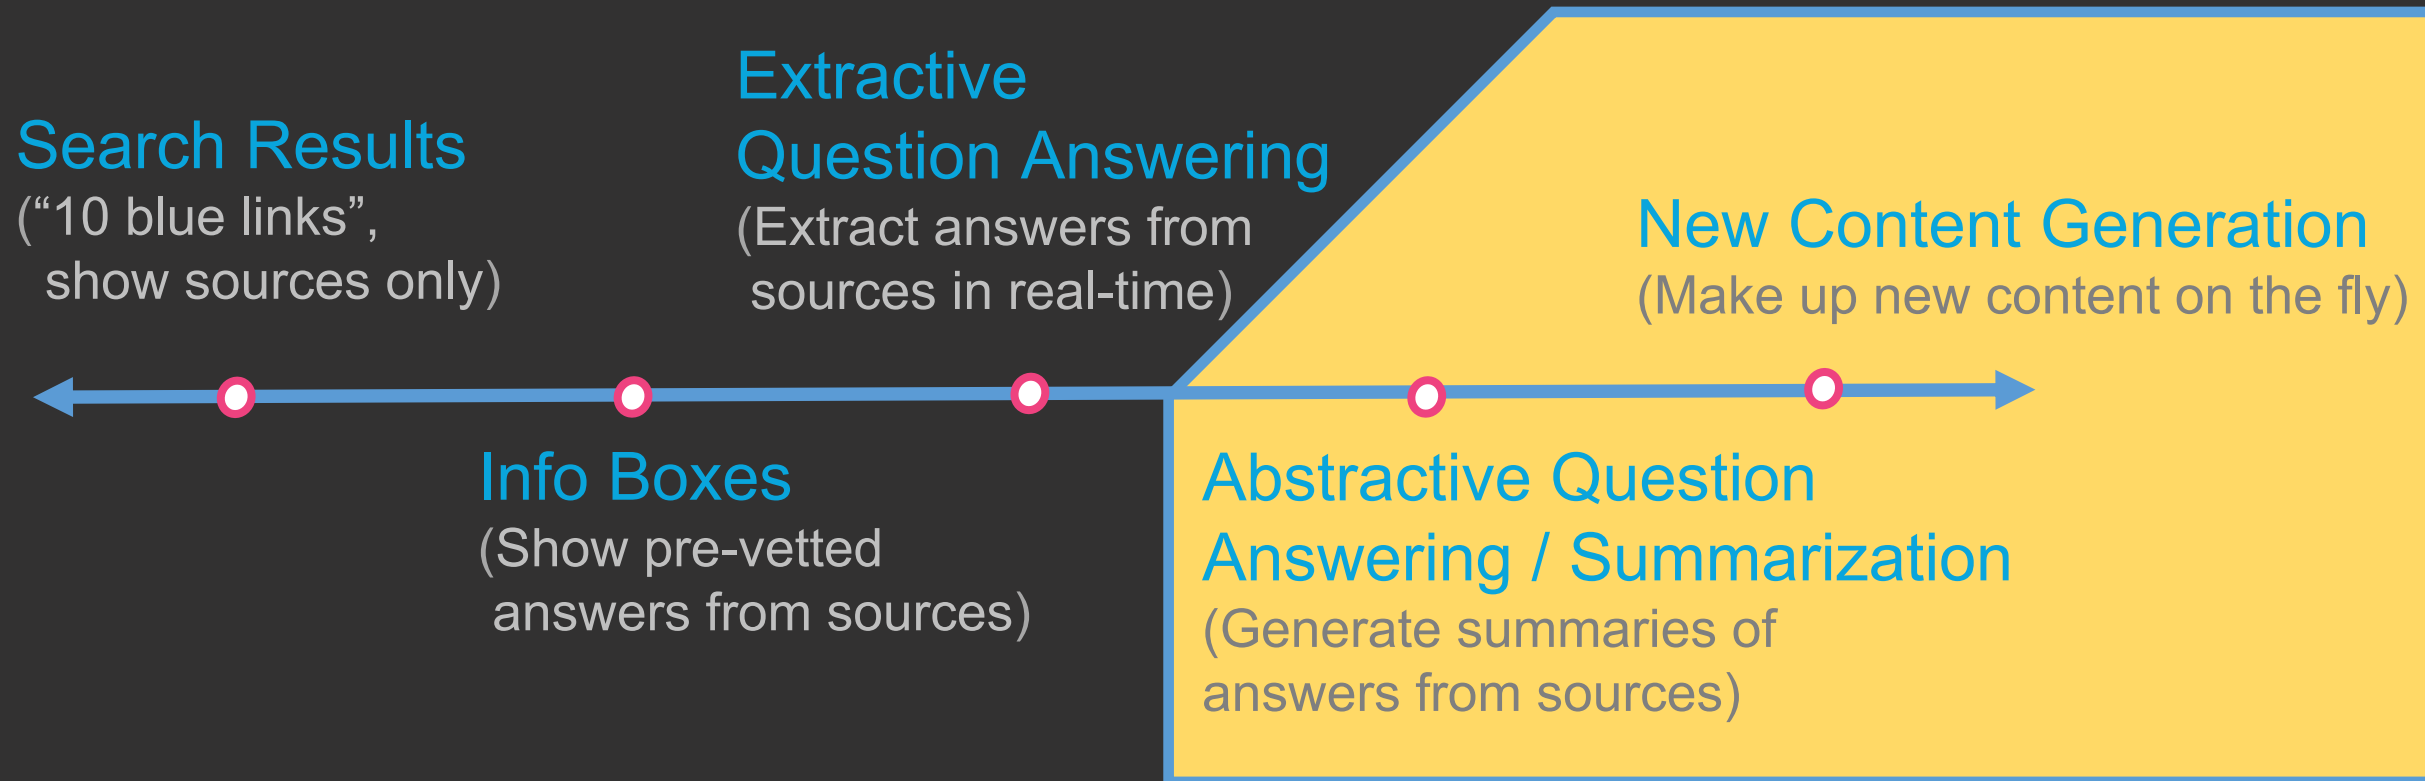 Search Results
(“10 blue links”,
show sources only)
Info Boxes
(Show pre-vetted
answers from sources)
Extractive
Question Answering
(Extract answers from
sources in real-time)
Abstractive Question
Answering / Summarization
(Generate summaries of
answers from sources)
New Content Generation
(Make up new content on the fly)